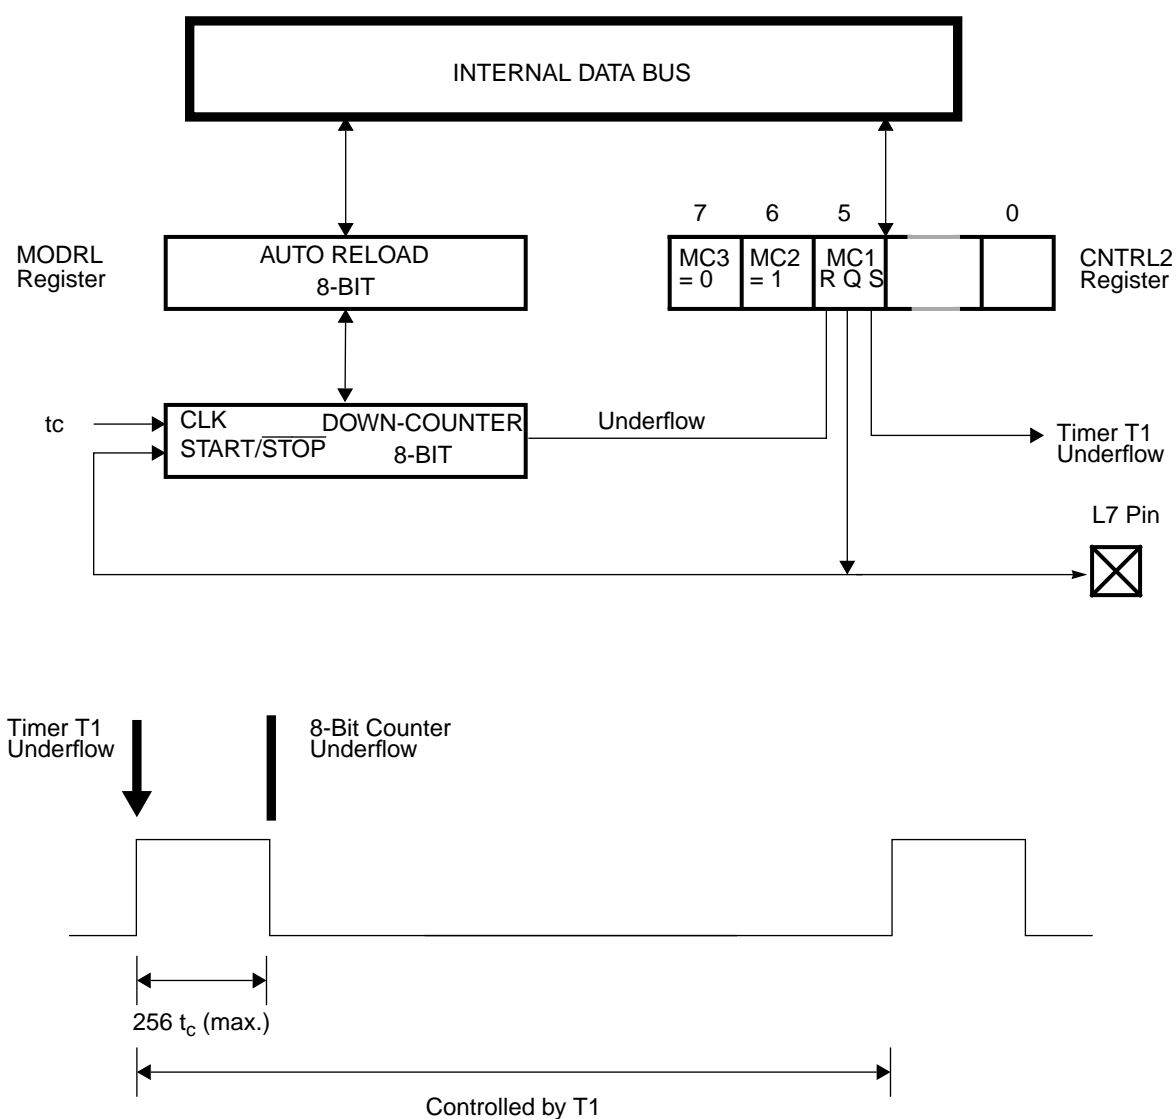 INTERNAL DATA BUS
7 6 5 0
MODRL
Register
AUTO RELOAD
8-BIT
MC3
= 0
MC2
= 1
MC1
R Q S
CNTRL2
Register
tc
CLK
START/STOP
DOWN-COUNTER
8-BIT
Underflow
Timer T1
Underflow
L7 Pin
Timer T1
Underflow
8-Bit Counter
Underflow
256 tc (max.)
Controlled by T1